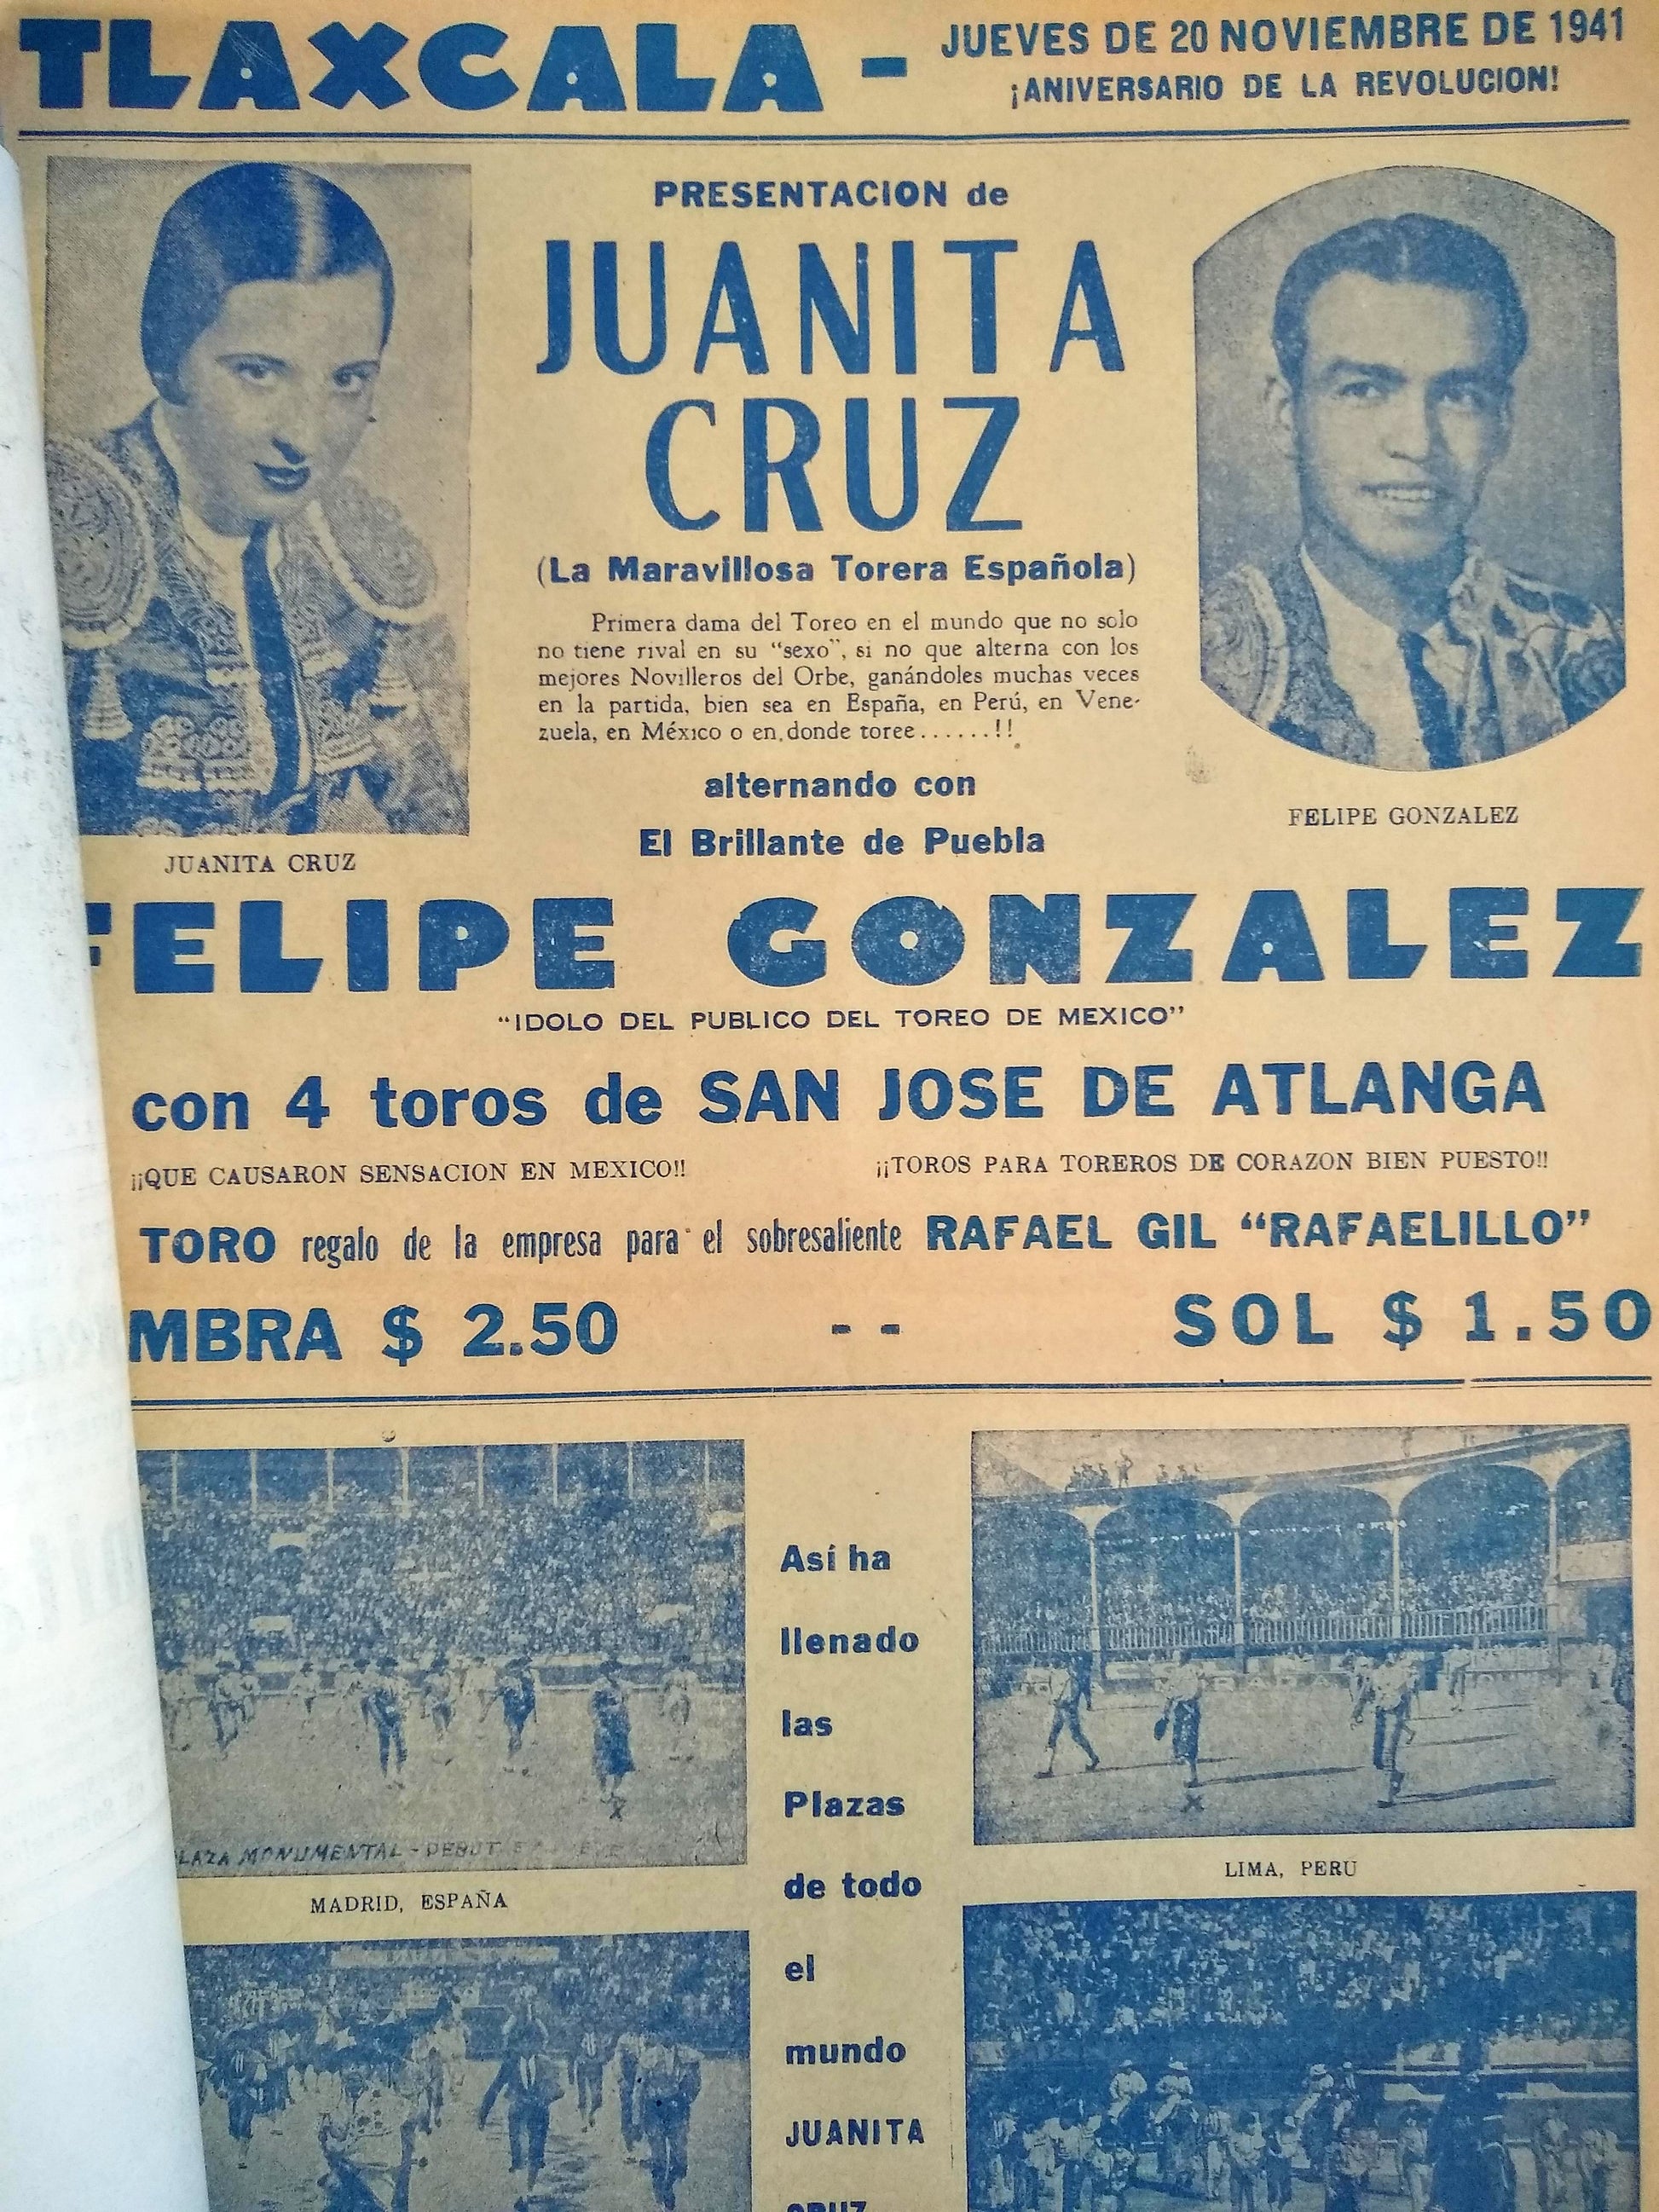 TLAXCALA - JUEVES DE 20 NOVIEMBRE DE 1941
¡ANIVERSARIO DE LA REVOLUCION!
PRESENTACION de
JUANITA
CRUZ
(La Maravillosa Torera Española)
Primera dama del Toreo en el mundo que no solo
no tiene rival en su "sexo", si no que alterna con los
mejores Novilleros del Orbe, ganándoles muchas veces
en la partida, bien sea en España, en Perú, en Vene-
zuela, en México o en donde toree......!!
alternando con
El Brillante de Puebla
JUANITA CRUZ
FELIPE GONZALEZ
FELIPE GONZALEZ
"IDOLO DEL PUBLICO DEL TOREO DE MEXICO"
con 4 toros de SAN JOSE DE ATLANGA
¡¡QUE CAUSARON SENSACION EN MEXICO!! ¡¡TOROS PARA TOREROS DE CORAZON BIEN PUESTO!!
TORO regalo de la empresa para el sobresaliente RAFAEL GIL "RAFAELILLO"
MBRA $ 2.50 - - SOL $ 1.50
LAZA MONUMENTAL - DEBUT
MADRID, ESPAÑA
LIMA, PERU
Así ha
llenado
las
Plazas
de todo
el
mundo
JUANITA
CRUZ